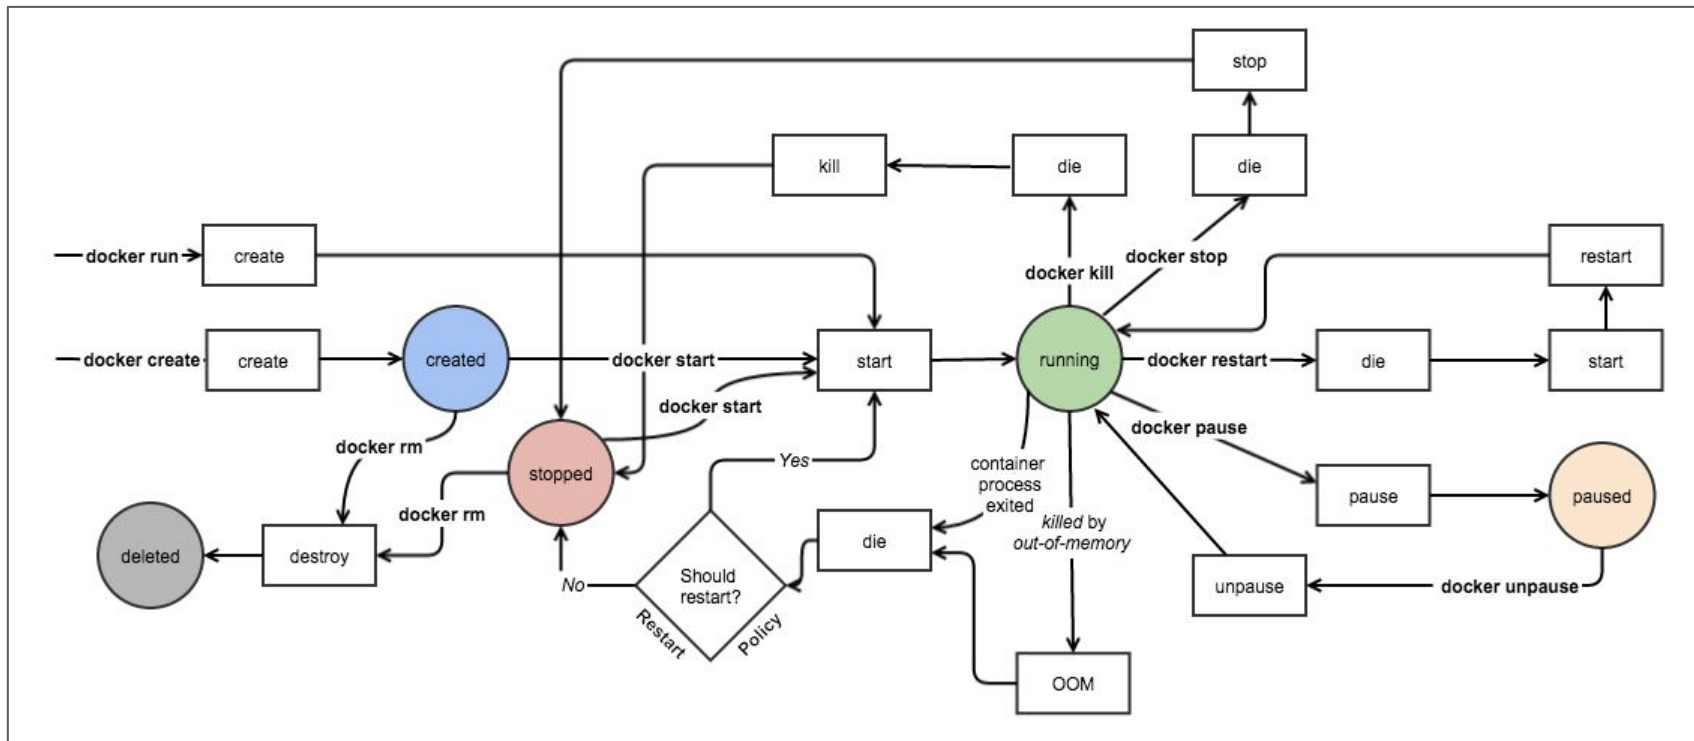 stop
kill
die
die
docker run
create
docker kill
docker stop
restart
docker create
create
created
docker start
start
running
docker restart
die
start
docker start
docker rm
docker pause
Yes
stopped
container
process
exited
pause
paused
docker rm
killed by
out-of-memory
deleted
destroy
die
Should
restart?
No
unpause
docker unpause
Restart
Policy
OOM